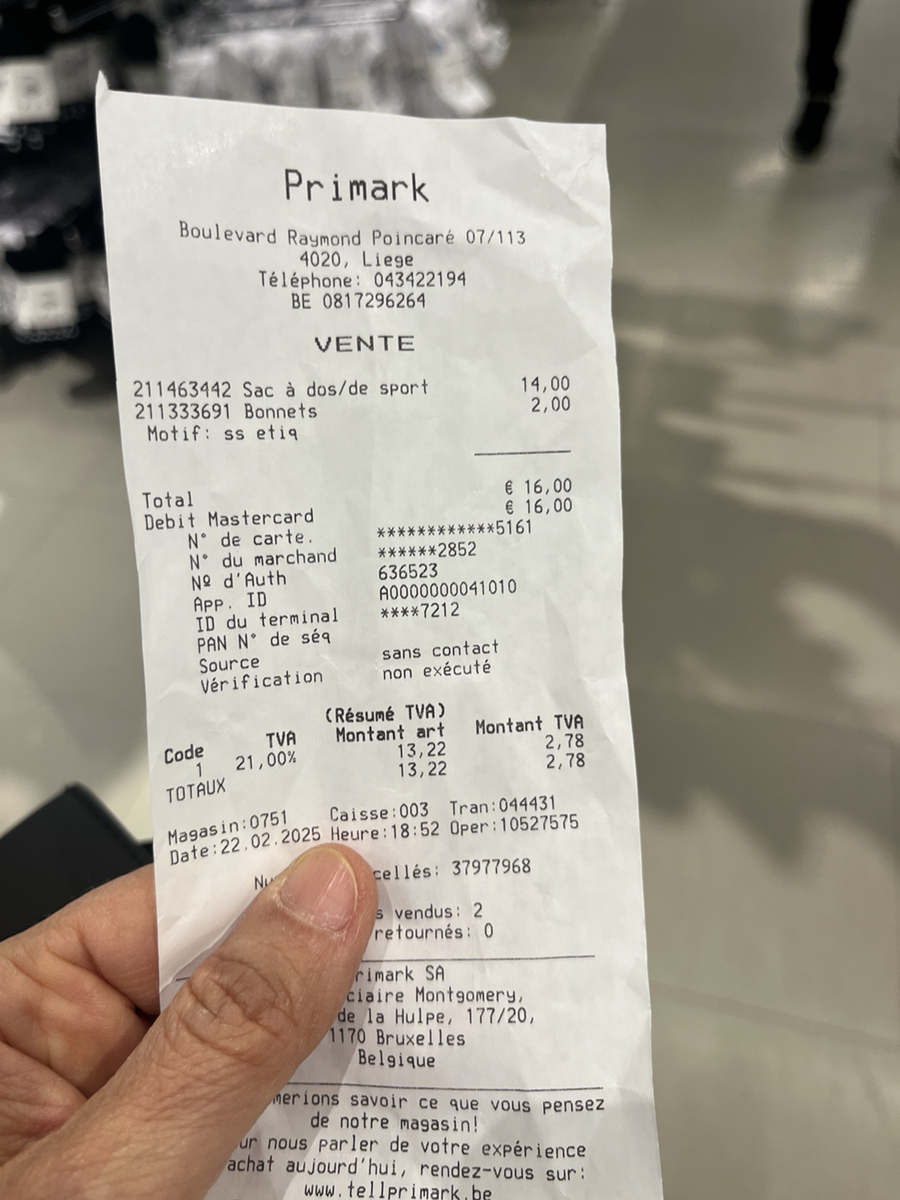 Primark
Boulevard Raymond Poincaré 07/113
4020, Liege
Téléphone: 043422194
BE 0817296264
VENTE
211463442 Sac à dos/de sport 14,00
211333691 Bonnets 2,00
Motif: ss etiq
Total € 16,00
Debit Mastercard € 16,00
N° de carte. ************5161
N° du marchand ******2852
Nº d'Auth 636523
App. ID A0000000041010
ID du terminal ****7212
PAN N° de séq
Source sans contact
Vérification non exécuté
(Résumé TVA)
Code TVA Montant art Montant TVA
1 21,00% 13,22 2,78
TOTAUX 13,22 2,78
Magasin:0751 Caisse:003 Tran:044431
Date:22.02.2025 Heure:18:52 Oper:10527575
cellés: 37977968
s vendus: 2
retournés: 0
rimark SA
ciaire Montgomery,
de la Hulpe, 177/20,
1170 Bruxelles
Belgique
merions savoir ce que vous pensez
de notre magasin!
ur nous parler de votre expérience
achat aujourd'hui, rendez-vous sur:
www.tellprimark.be